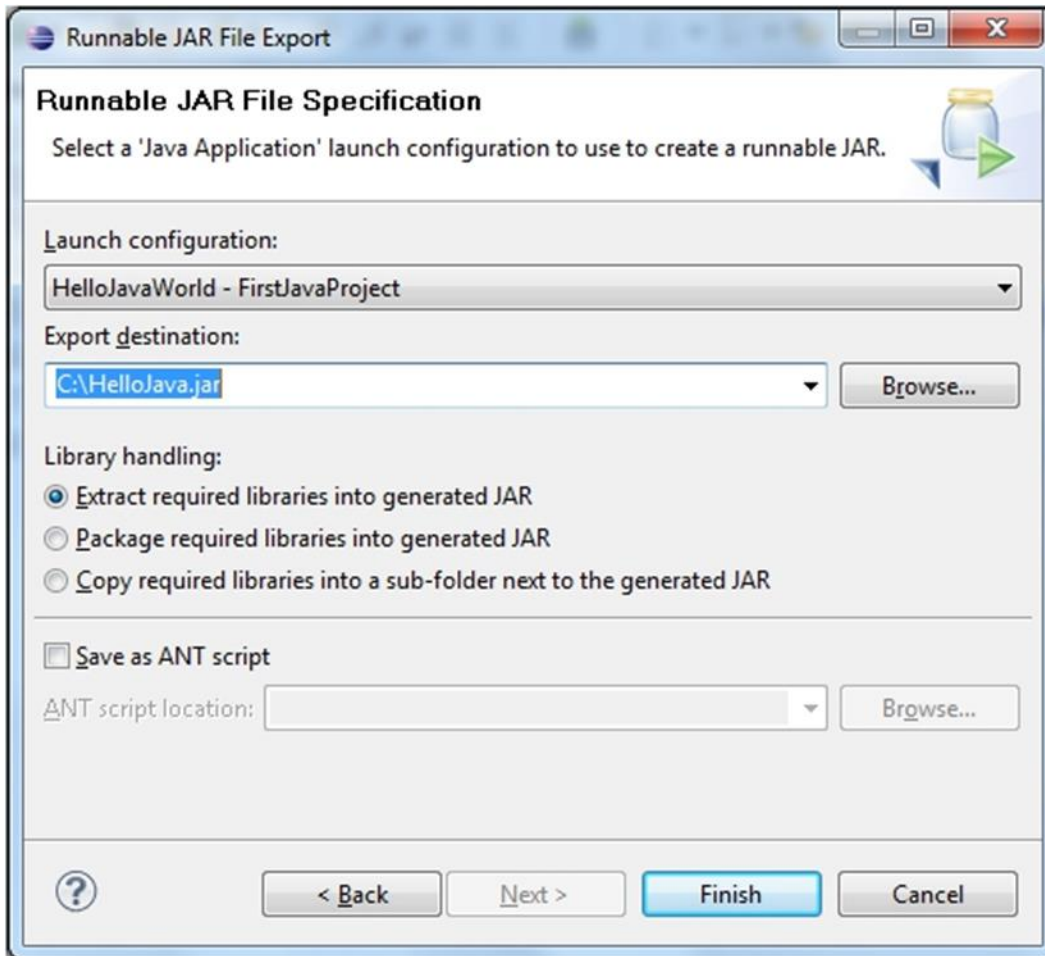 Runnable JAR File Export
Runnable JAR File Specification
Select a 'Java Application' launch configuration to use to create a runnable JAR.
Launch configuration:
HelloJavaWorld - FirstJavaProject
Export destination:
C:\HelloJava.jar
Browse...
Library handling:
Extract required libraries into generated JAR
Package required libraries into generated JAR
Copy required libraries into a sub-folder next to the generated JAR
Save as ANT script
ANT script location:
Browse...
?
< Back
Next >
Finish
Cancel